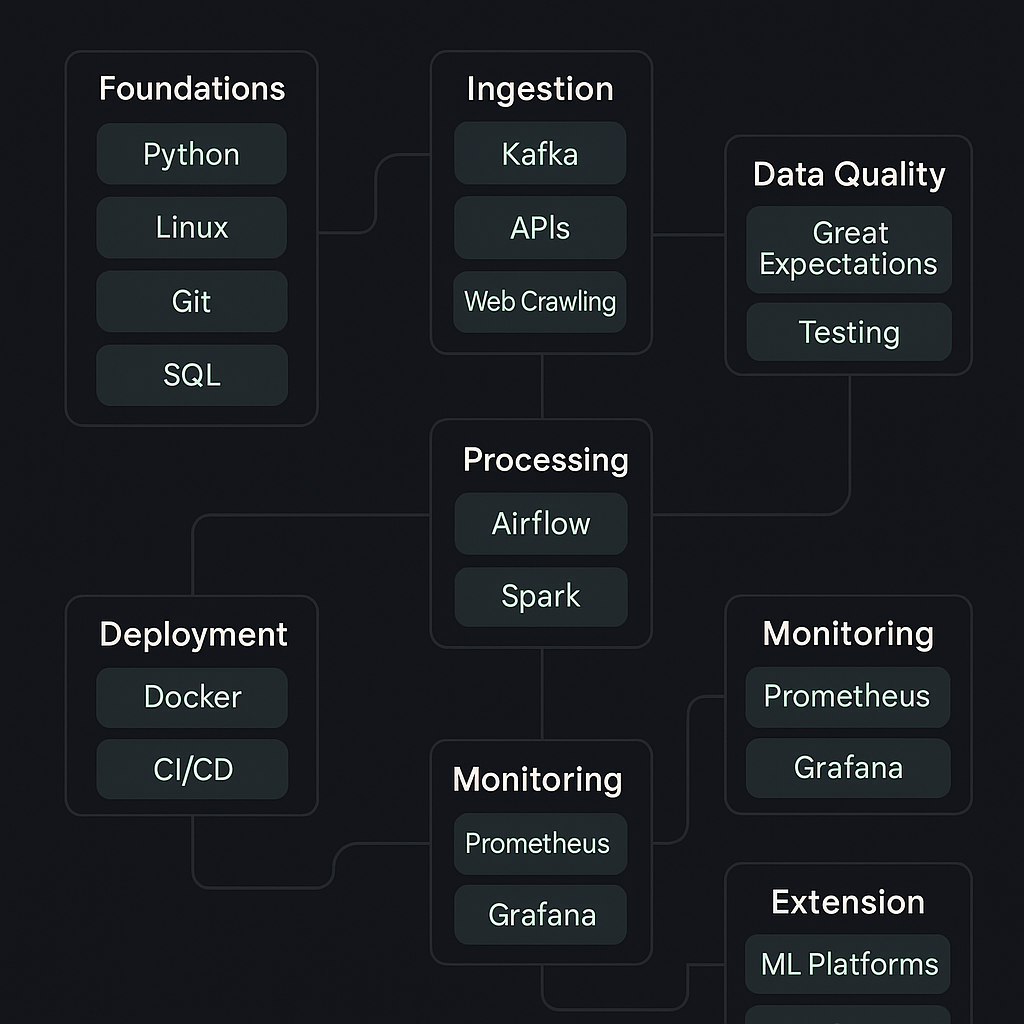 Foundations
Python
Linux
Git
SQL
Ingestion
Kafka
APIs
Web Crawling
Data Quality
Great
Expectations
Testing
Processing
Airflow
Spark
Deployment
Docker
CI/CD
Monitoring
Prometheus
Grafana
Monitoring
Prometheus
Grafana
Extension
ML Platforms